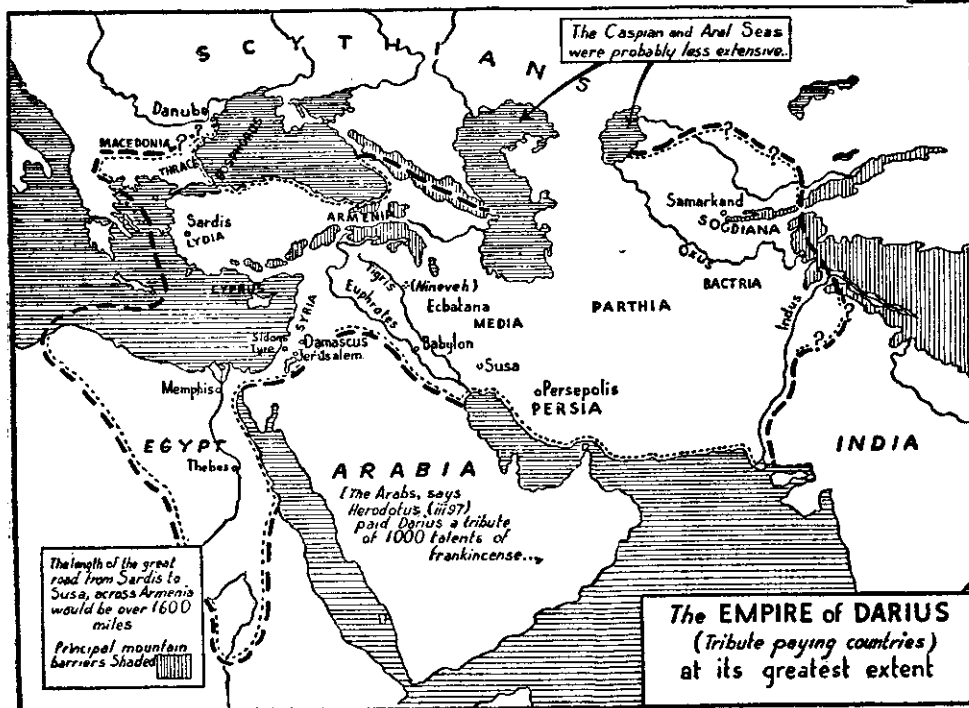 The Caspian and Aral Seas
were probably less extensive..
SCYTHIANS
Danube
?
?
MACEDONIA
THRACE
?
?
Samarkand
SOGDIANA
Sardis
LYDIA
ARMENIA
Oxus
BACTRIA
CYPRUS
Tigris
(Nineveh)
Ecbatana
MEDIA
PARTHIA
Euphrates
SYRIA
Indus
?
?
Sidon
Tyre
Damascus
Jerusalem
Babylon
Susa
Memphis
Persepolis
PERSIA
EGYPT
Thebes
INDIA
ARABIA
[The Arabs, says
Herodotus, (iii97)
paid Darius a tribute
of 1000 talents of
frankincense...
The length of the great
road from Sardis to
Susa, across Armenia
would be over 1600
miles
Principal mountain
barriers Shaded
The EMPIRE of DARIUS
(Tribute paying countries)
at its greatest extent